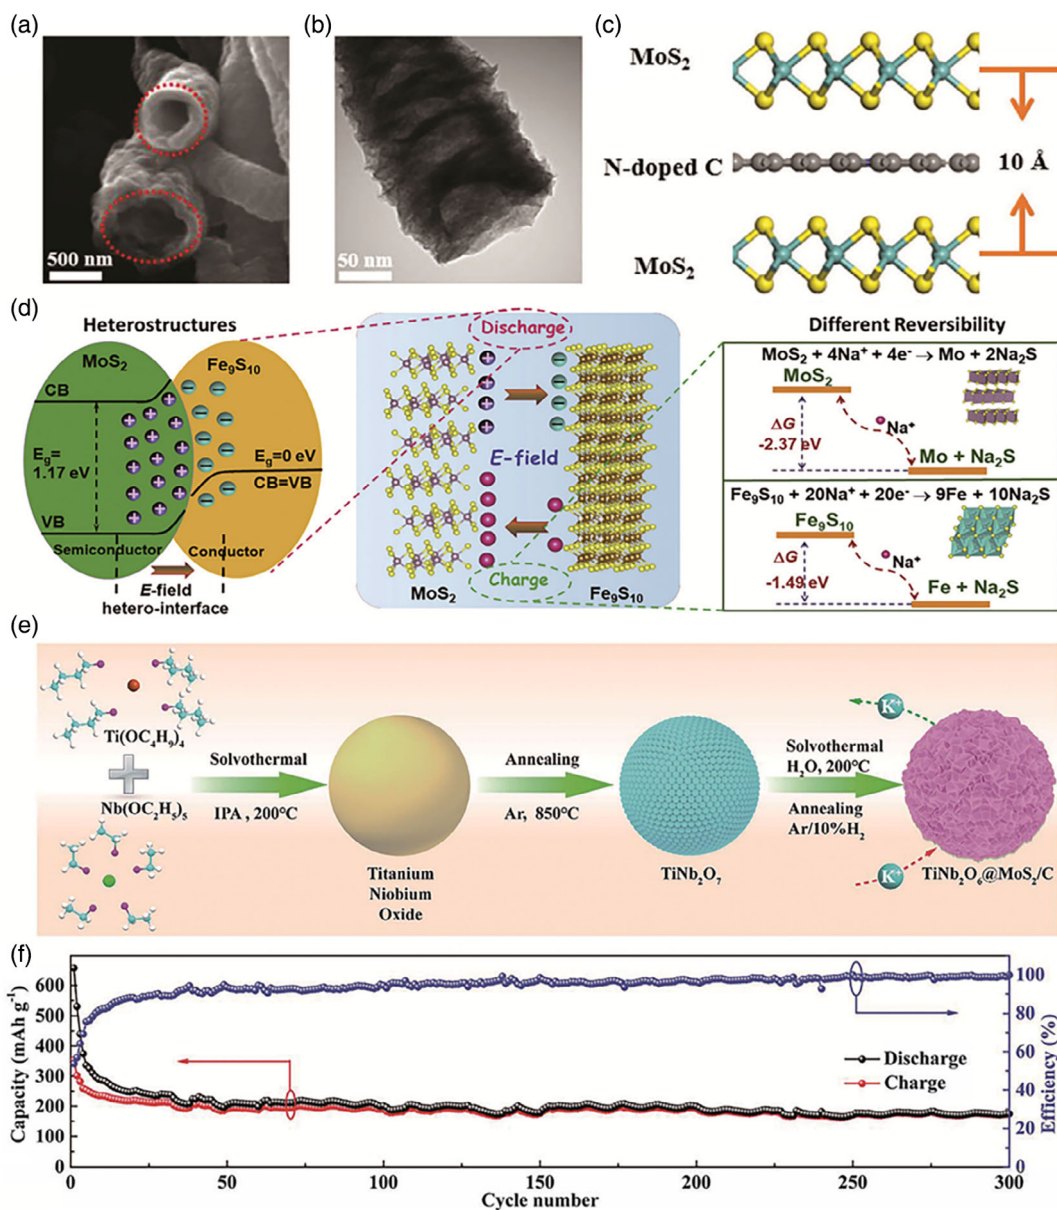 (a)
500 nm
(b)
50 nm
(c)
MoS₂
N-doped C
10 Å
MoS₂
(d)
Heterostructures
MoS₂
Fe₉S₁₀
CB
E_g=
1.17 eV
E_g=0 eV
CB=VB
VB
Semiconductor
Conductor
E-field
hetero-interface
Discharge
E-field
Charge
MoS₂
Fe₉S₁₀
Different Reversibility
MoS₂ + 4Na⁺ + 4e⁻ → Mo + 2Na₂S
MoS₂
ΔG
-2.37 eV
Na⁺
Mo + Na₂S
Fe₉S₁₀ + 20Na⁺ + 20e⁻ → 9Fe + 10Na₂S
Fe₉S₁₀
ΔG
-1.49 eV
Na⁺
Fe + Na₂S
(e)
Ti(OC₄H₉)₄
Nb(OC₂H₅)₅
Solvothermal
IPA , 200°C
Titanium
Niobium
Oxide
Annealing
Ar, 850°C
TiNb₂O₇
Solvothermal
H₂O, 200°C
Annealing
Ar/10%H₂
K⁺
K⁺
TiNb₂O₆@MoS₂/C
(f)
Capacity (mAh g⁻¹)
600
500
400
300
200
100
0
0 50 100 150 200 250 300
Cycle number
Discharge
Charge
100
80
60
40
20
0
Efficiency (%)